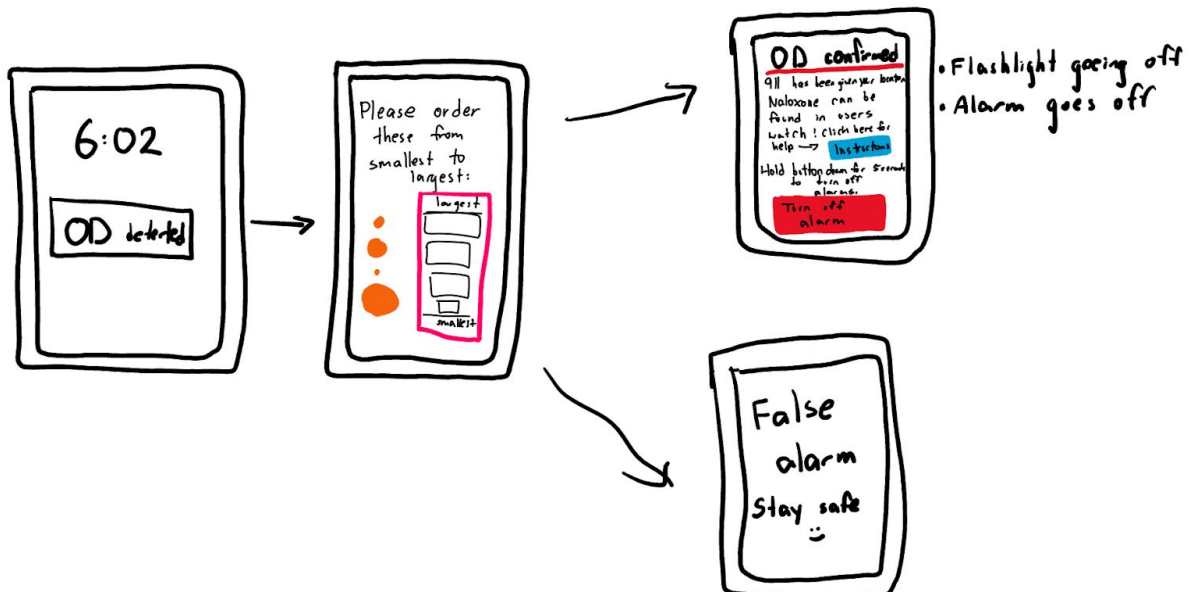 6:02
OD detected
Please order
these from
smallest to
largest:
largest
smallest
OD confirmed
911 has been given your location
Naloxone can be
found in users
watch! click here for
help → Instructions
Hold button down for 5 seconds
to turn off
alarms.
Turn off
alarm
• Flashlight goeing off
• Alarm goes off
False
alarm
Stay safe